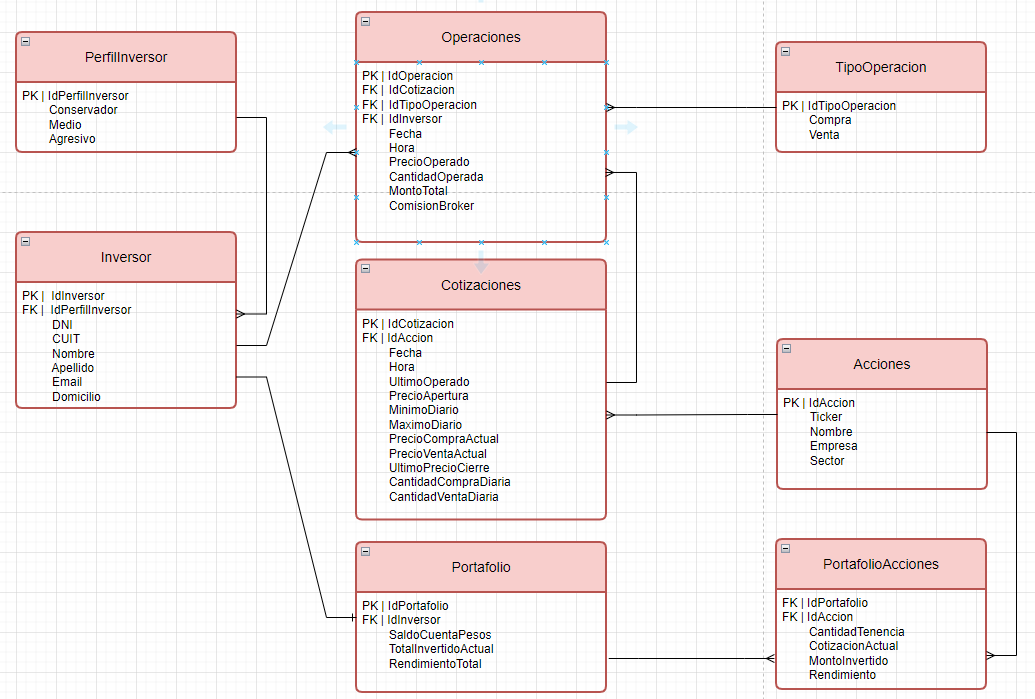 PerfilInversor
PK | IdPerfilInversor
Conservador
Medio
Agresivo
Operaciones
PK | IdOperacion
FK | IdCotizacion
FK | IdTipoOperacion
FK | IdInversor
Fecha
Hora
PrecioOperado
CantidadOperada
MontoTotal
ComisionBroker
TipoOperacion
PK | IdTipoOperacion
Compra
Venta
Inversor
PK | IdInversor
FK | IdPerfilInversor
DNI
CUIT
Nombre
Apellido
Email
Domicilio
Cotizaciones
PK | IdCotizacion
FK | IdAccion
Fecha
Hora
UltimoOperado
PrecioApertura
MinimoDiario
MaximoDiario
PrecioCompraActual
PrecioVentaActual
UltimoPrecioCierre
CantidadCompraDiaria
CantidadVentaDiaria
Acciones
PK | IdAccion
Ticker
Nombre
Empresa
Sector
Portafolio
PK | IdPortafolio
FK | IdInversor
SaldoCuentaPesos
TotalInvertidoActual
RendimientoTotal
PortafolioAcciones
FK | IdPortafolio
FK | IdAccion
CantidadTenencia
CotizacionActual
MontoInvertido
Rendimiento